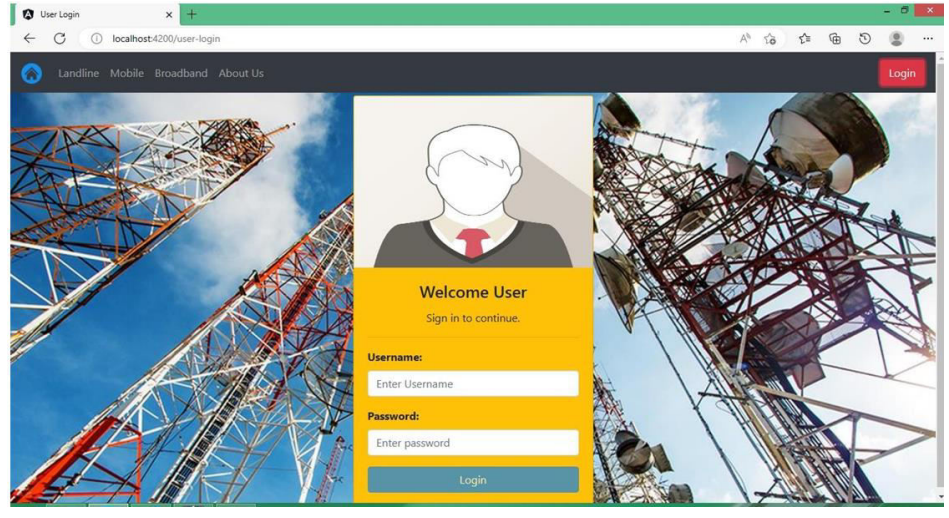 User Login
localhost:4200/user-login
Landline Mobile Broadband About Us
Login
Welcome User
Sign in to continue.
Username:
Enter Username
Password:
Enter password
Login